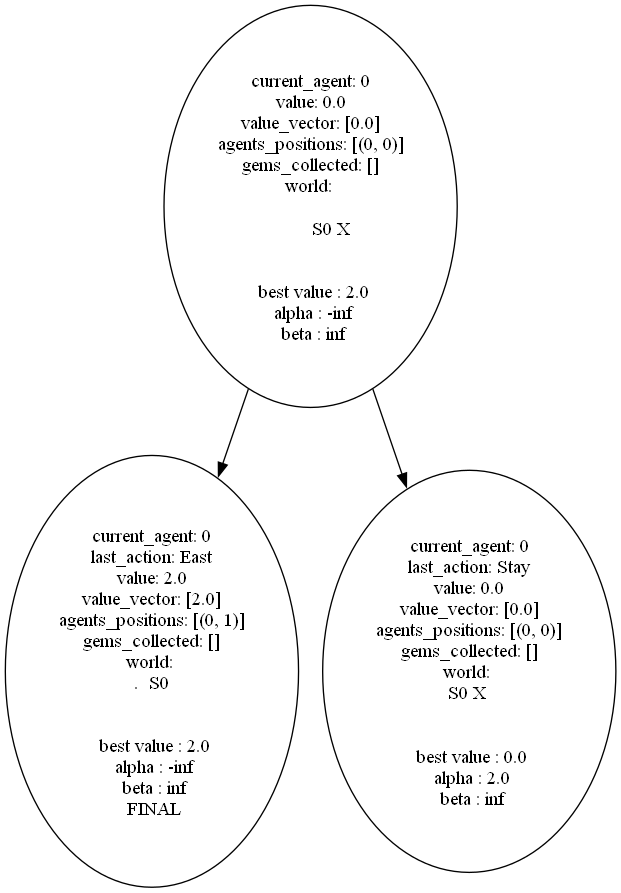 current_agent: 0
value: 0.0
value_vector: [0.0]
agents_positions: [(0, 0)]
gems_collected: []
world:
S0 X
best value : 2.0
alpha : -inf
beta : inf
current_agent: 0
last_action: East
value: 2.0
value_vector: [2.0]
agents_positions: [(0, 1)]
gems_collected: []
world:
. S0
best value : 2.0
alpha : -inf
beta : inf
FINAL
current_agent: 0
last_action: Stay
value: 0.0
value_vector: [0.0]
agents_positions: [(0, 0)]
gems_collected: []
world:
S0 X
best value : 0.0
alpha : 2.0
beta : inf